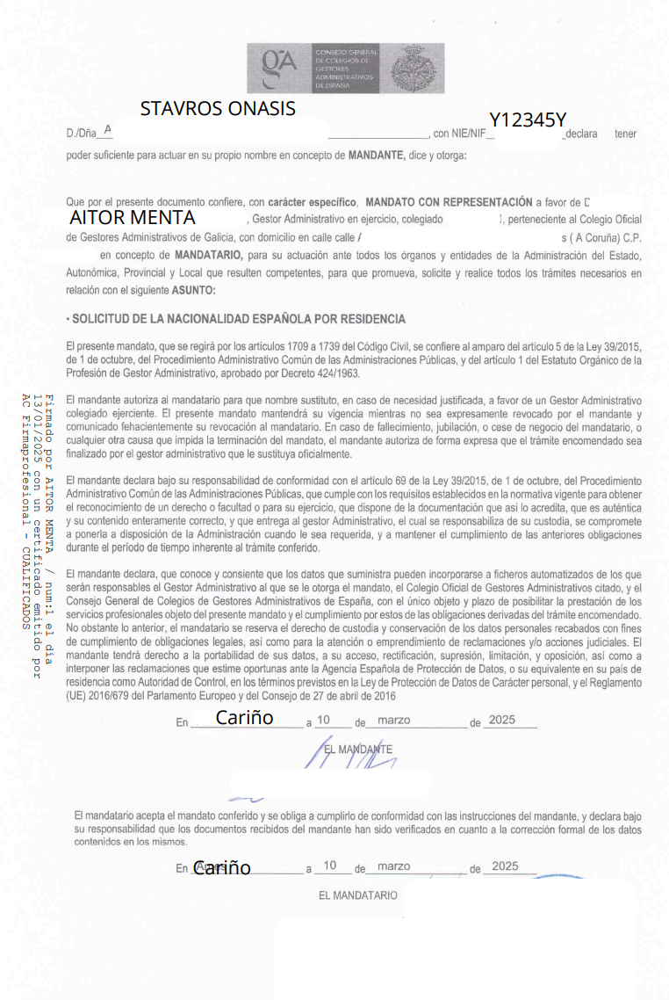 CONSEJO GENERAL
DE COLEGIOS DE
GESTORES
ADMINISTRATIVOS
DE ESPAÑA
STAVROS ONASIS
Y12345Y
D./Dña A , con NIE/NIF declara tener
poder suficiente para actuar en su propio nombre en concepto de MANDANTE, dice y otorga:
Que por el presente documento confiere, con carácter específico, MANDATO CON REPRESENTACIÓN a favor de D
AITOR MENTA , Gestor Administrativo en ejercicio, colegiado , perteneciente al Colegio Oficial
de Gestores Administrativos de Galicia, con domicilio en calle calle / s ( A Coruña) C.P.
en concepto de MANDATARIO, para su actuación ante todos los órganos y entidades de la Administración del Estado,
Autonómica, Provincial y Local que resulten competentes, para que promueva, solicite y realice todos los trámites necesarios en
relación con el siguiente ASUNTO:
• SOLICITUD DE LA NACIONALIDAD ESPAÑOLA POR RESIDENCIA
El presente mandato, que se regirá por los artículos 1709 a 1739 del Código Civil, se confiere al amparo del artículo 5 de la Ley 39/2015,
de 1 de octubre, del Procedimiento Administrativo Común de las Administraciones Públicas, y del artículo 1 del Estatuto Orgánico de la
Profesión de Gestor Administrativo, aprobado por Decreto 424/1963.
El mandante autoriza al mandatario para que nombre sustituto, en caso de necesidad justificada, a favor de un Gestor Administrativo
colegiado ejerciente. El presente mandato mantendrá su vigencia mientras no sea expresamente revocado por el mandante y
comunicado fehacientemente su revocación al mandatario. En caso de fallecimiento, jubilación, o cese de negocio del mandatario, o
cualquier otra causa que impida la terminación del mandato, el mandante autoriza de forma expresa que el trámite encomendado sea
finalizado por el gestor administrativo que le sustituya oficialmente.
El mandante declara bajo su responsabilidad de conformidad con el artículo 69 de la Ley 39/2015, de 1 de octubre, del Procedimiento
Administrativo Común de las Administraciones Públicas, que cumple con los requisitos establecidos en la normativa vigente para obtener
el reconocimiento de un derecho o facultad o para su ejercicio, que dispone de la documentación que así lo acredita, que es auténtica
y su contenido enteramente correcto, y que entrega al gestor Administrativo, el cual se responsabiliza de su custodia, se compromete
a ponerla a disposición de la Administración cuando le sea requerida, y a mantener el cumplimiento de las anteriores obligaciones
durante el período de tiempo inherente al trámite conferido.
El mandante declara, que conoce y consiente que los datos que suministra pueden incorporarse a ficheros automatizados de los que
serán responsables el Gestor Administrativo al que se le otorga el mandato, el Colegio Oficial de Gestores Administrativos citado, y el
Consejo General de Colegios de Gestores Administrativos de España, con el único objeto y plazo de posibilitar la prestación de los
servicios profesionales objeto del presente mandato y el cumplimiento por estos de las obligaciones derivadas del trámite encomendado.
No obstante lo anterior, el mandatario se reserva el derecho de custodia y conservación de los datos personales recabados con fines
de cumplimiento de obligaciones legales, así como para la atención o emprendimiento de reclamaciones y/o acciones judiciales. El
mandante tendrá derecho a la portabilidad de sus datos, a su acceso, rectificación, supresión, limitación, y oposición, así como a
interponer las reclamaciones que estime oportunas ante la Agencia Española de Protección de Datos, o su equivalente en su país de
residencia como Autoridad de Control, en los términos previstos en la Ley de Protección de Datos de Carácter personal, y el Reglamento
(UE) 2016/679 del Parlamento Europeo y del Consejo de 27 de abril de 2016
En Cariño a 10 de marzo de 2025
EL MANDANTE
El mandatario acepta el mandato conferido y se obliga a cumplirlo de conformidad con las instrucciones del mandante, y declara bajo
su responsabilidad que los documentos recibidos del mandante han sido verificados en cuanto a la corrección formal de los datos
contenidos en los mismos.
En Cariño a 10 de marzo de 2025
EL MANDATARIO
Firmado por AITOR MENTA / num:1 el dia
13/01/2025 con un certificado emitido por
AC Firmaprofesional - CUALIFICADOS